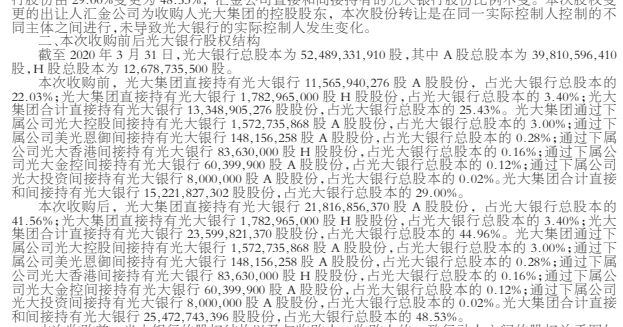 更的出让人汇金公司为收购人光大集团的控股股东，本次股份转让是在同一实际控制人控制的不
同主体之间进行，未导致光大银行的实际控制人发生变化。
二、本次收购前后光大银行股权结构
截至 2020 年 3 月 31 日，光大银行总股本为 52,489,331,910 股，其中 A 股总股本为 39,810,596,410
股，H 股总股本为 12,678,735,500 股。
本次收购前，光大集团直接持有光大银行 11,565,940,276 股 A 股股份，占光大银行总股本的
22.03%；光大集团直接持有光大银行 1,782,965,000 股 H 股股份，占光大银行总股本的 3.40%；光大
集团合计直接持有光大银行 13,348,905,276 股股份，占光大银行总股本的 25.43%。光大集团通过下
属公司光大控股间接持有光大银行 1,572,735,868 股 A 股股份，占光大银行总股本的 3.00%；通过下
属公司美光恩御间接持有光大银行 148,156,258 股 A 股股份，占光大银行总股本的 0.28%；通过下属
公司光大香港间接持有光大银行 83,630,000 股 H 股股份，占光大银行总股本的 0.16%；通过下属公
司光大金控间接持有光大银行 60,399,900 股 A 股股份，占光大银行总股本的 0.12%；通过下属公司
光大投资间接持有光大银行 8,000,000 股 A 股股份，占光大银行总股本的 0.02%。光大集团合计直接
和间接持有光大银行 15,221,827,302 股股份，占光大银行总股本的 29.00%。
本次收购后，光大集团直接持有光大银行 21,816,856,370 股 A 股股份，占光大银行总股本的
41.56%；光大集团直接持有光大银行 1,782,965,000 股 H 股股份，占光大银行总股本的 3.40%；光大
集团合计直接持有光大银行 23,599,821,370 股股份，占光大银行总股本的 44.96%。光大集团通过下
属公司光大控股间接持有光大银行 1,572,735,868 股 A 股股份，占光大银行总股本的 3.00%；通过下
属公司美光恩御间接持有光大银行 148,156,258 股 A 股股份，占光大银行总股本的 0.28%；通过下属
公司光大香港间接持有光大银行 83,630,000 股 H 股股份，占光大银行总股本的 0.16%；通过下属公
司光大金控间接持有光大银行 60,399,900 股 A 股股份，占光大银行总股本的 0.12%；通过下属公司
光大投资间接持有光大银行 8,000,000 股 A 股股份，占光大银行总股本的 0.02%。光大集团合计直接
和间接持有光大银行 25,472,743,396 股股份，占光大银行总股本的 48.53%。